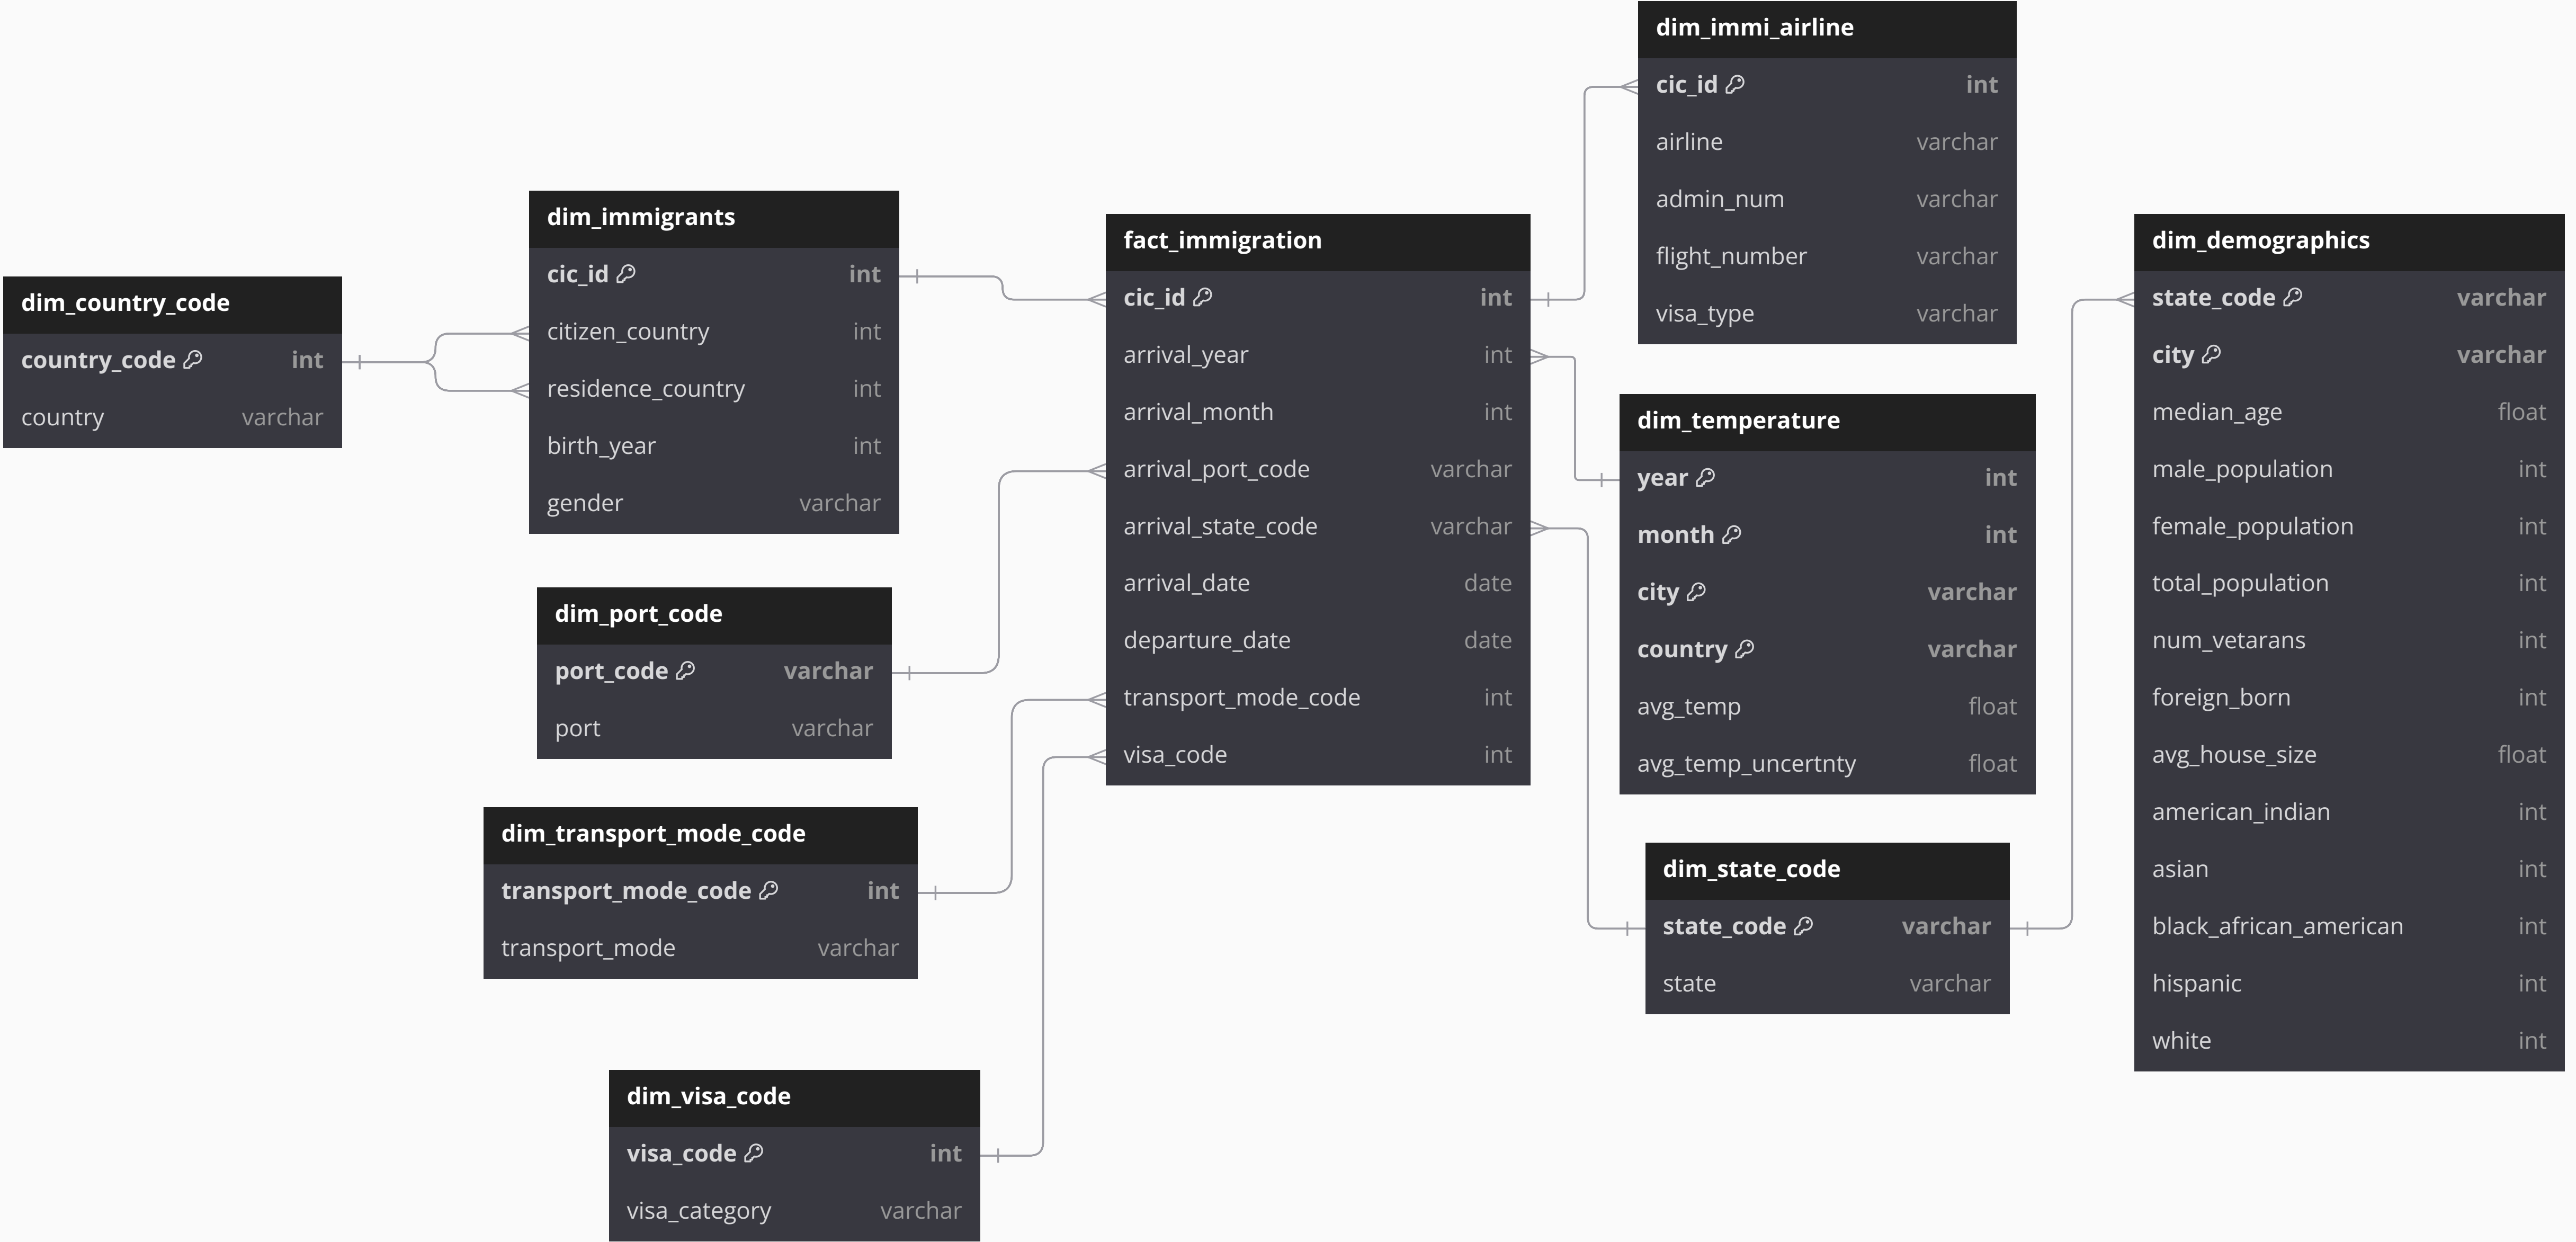 dim_country_code
country_code int
country varchar
dim_immigrants
cic_id int
citizen_country int
residence_country int
birth_year int
gender varchar
dim_port_code
port_code varchar
port varchar
dim_transport_mode_code
transport_mode_code int
transport_mode varchar
dim_visa_code
visa_code int
visa_category varchar
fact_immigration
cic_id int
arrival_year int
arrival_month int
arrival_port_code varchar
arrival_state_code varchar
arrival_date date
departure_date date
transport_mode_code int
visa_code int
dim_immi_airline
cic_id int
airline varchar
admin_num varchar
flight_number varchar
visa_type varchar
dim_temperature
year int
month int
city varchar
country varchar
avg_temp float
avg_temp_uncertnty float
dim_state_code
state_code varchar
state varchar
dim_demographics
state_code varchar
city varchar
median_age float
male_population int
female_population int
total_population int
num_vetarans int
foreign_born int
avg_house_size float
american_indian int
asian int
black_african_american int
hispanic int
white int